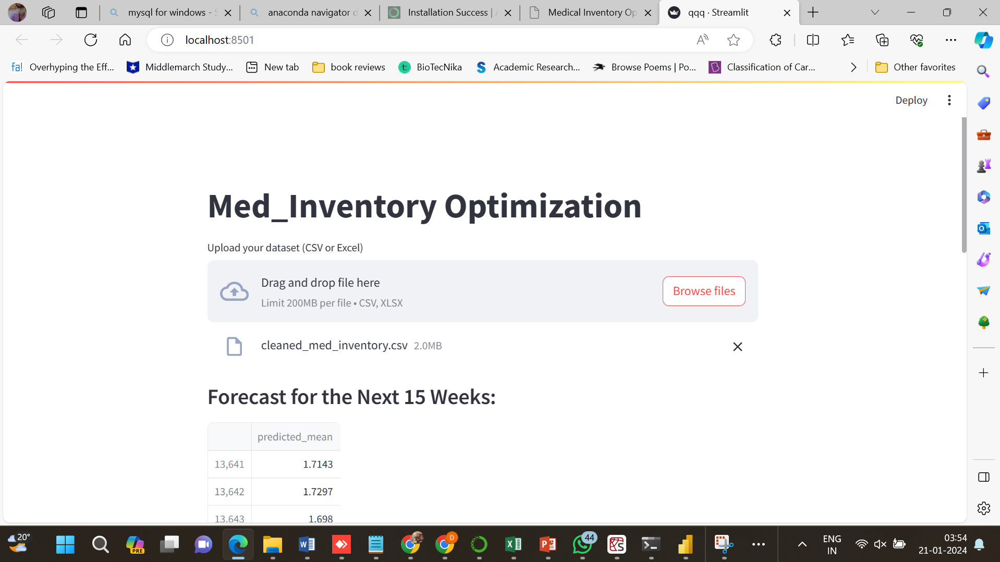 mysql for windows - S
anaconda navigator d
Installation Success | A
Medical Inventory Op
qqq · Streamlit
localhost:8501
fa! Overhyping the Eff...
Middlemarch Study...
New tab
book reviews
t: BioTecNika
S Academic Research...
Browse Poems | Po...
Classification of Car...
Other favorites
Deploy
Med_Inventory Optimization
Upload your dataset (CSV or Excel)
Drag and drop file here
Limit 200MB per file • CSV, XLSX
Browse files
cleaned_med_inventory.csv 2.0MB
Forecast for the Next 15 Weeks:
predicted_mean
13,641 1.7143
13,642 1.7297
13,643 1.698
20°
PRE
D
44
ENG
IN
03:54
21-01-2024